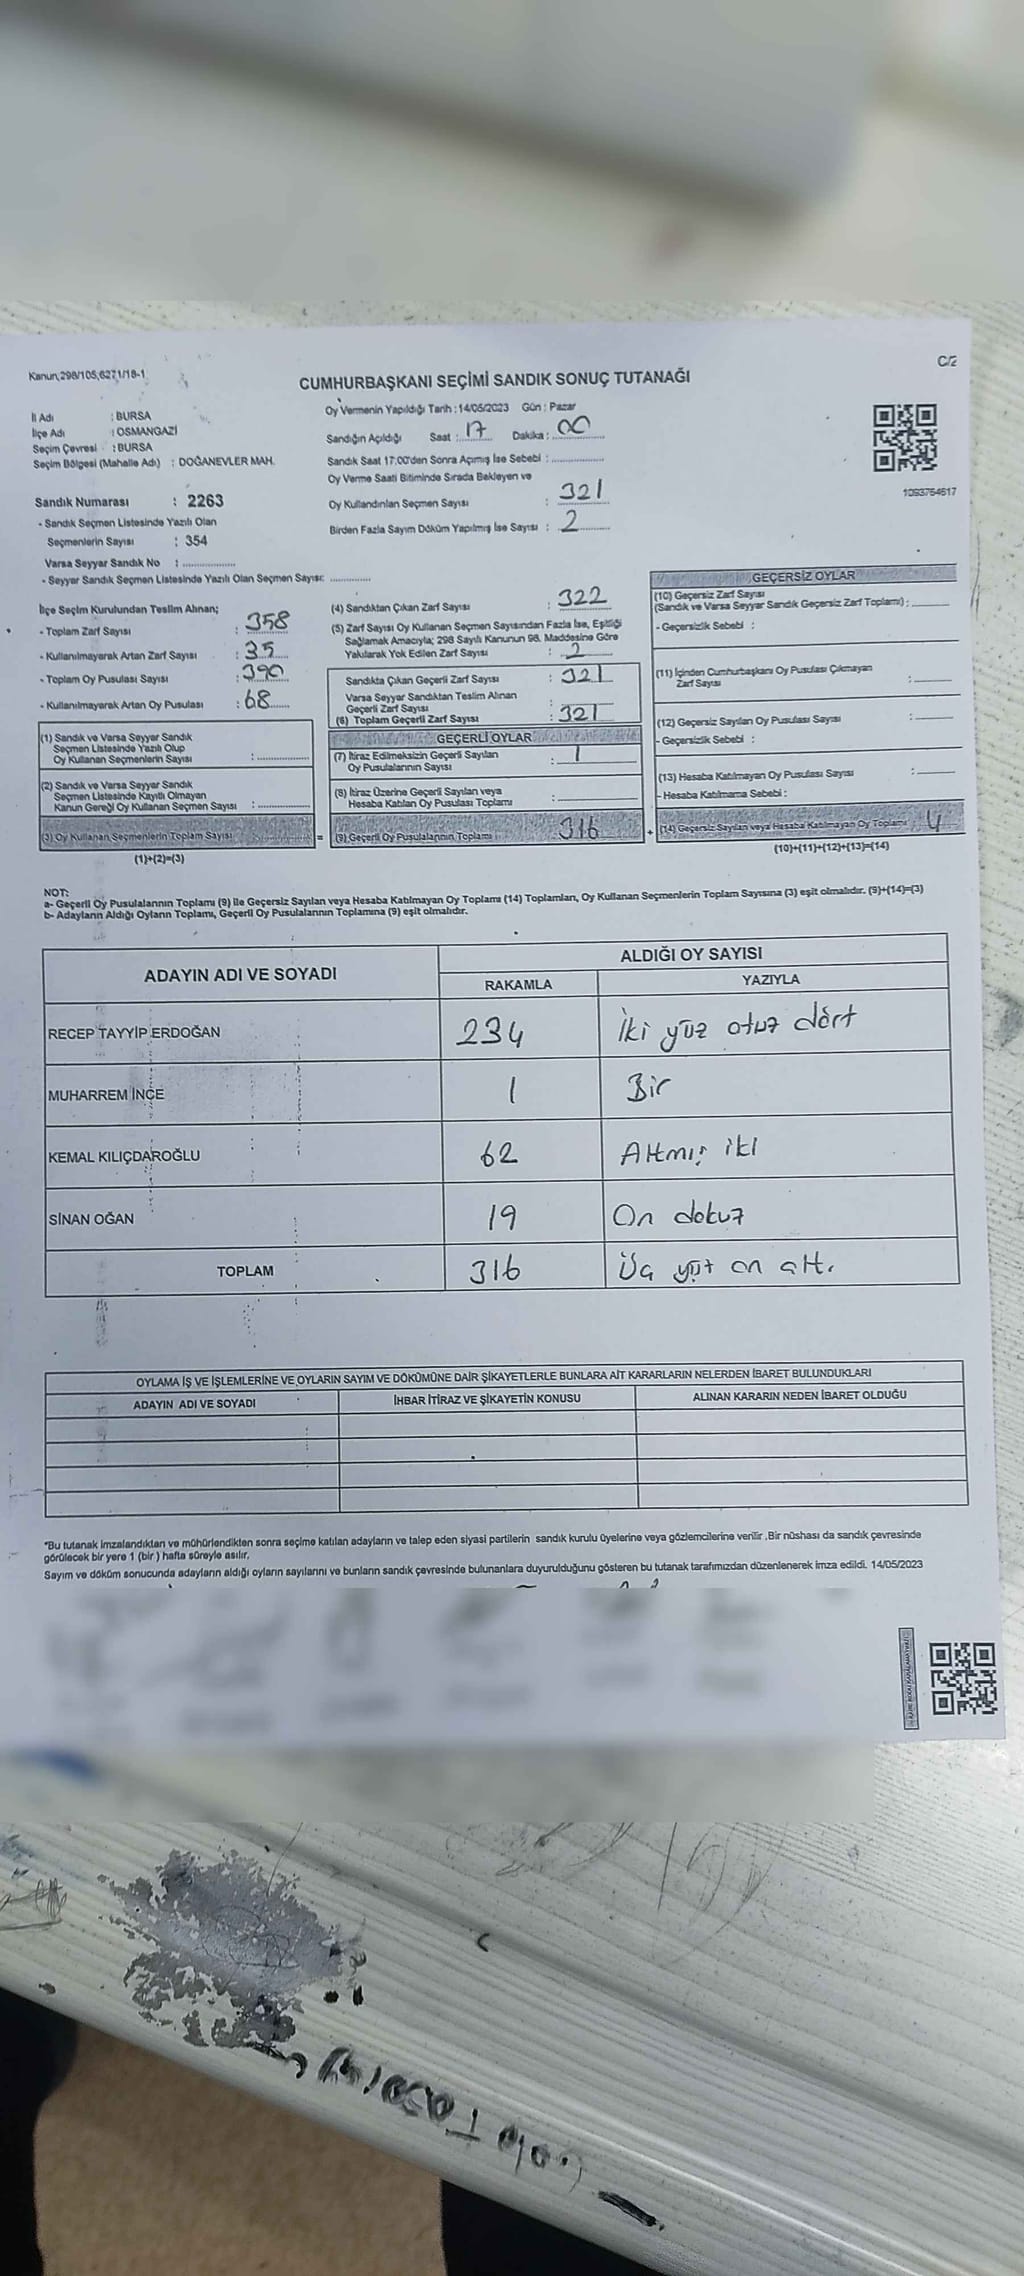 Kanun;298/105,6271/18-1
C/2
CUMHURBAŞKANI SEÇİMİ SANDIK SONUÇ TUTANAĞI
İl Adı : BURSA
İlçe Adı : OSMANGAZİ
Seçim Çevresi : BURSA
Seçim Bölgesi (Mahalle Adı) : DOĞANEVLER MAH.
Sandık Numarası : 2263
- Sandık Seçmen Listesinde Yazılı Olan
Seçmenlerin Sayısı : 354
Varsa Seyyar Sandık No : ..............
- Seyyar Sandık Seçmen Listesinde Yazılı Olan Seçmen Sayısı: ............
Oy Vermenin Yapıldığı Tarih : 14/05/2023 Gün : Pazar
Sandığın Açıldığı Saat : 17 Dakika : 00
Sandık Saat 17:00'den Sonra Açımış İse Sebebi : ..............
Oy Verme Saati Bitiminde Sırada Bekleyen ve
Oy Kullandırılan Seçmen Sayısı : 321
Birden Fazla Sayım Döküm Yapılmış İse Sayısı : 2
1093754617
İlçe Seçim Kurulundan Teslim Alınan;
- Toplam Zarf Sayısı : 358
- Kullanılmayarak Artan Zarf Sayısı : 35
- Toplam Oy Pusulası Sayısı : 390
- Kullanılmayarak Artan Oy Pusulası : 68
(1) Sandık ve Varsa Seyyar Sandık
Seçmen Listesinde Yazılı Olup
Oy Kullanan Seçmenlerin Sayısı : ..............
(2) Sandık ve Varsa Seyyar Sandık
Seçmen Listesinde Kayıtlı Olmayan
Kanun Gereği Oy Kullanan Seçmen Sayısı : ..............
(3) Oy Kullanan Seçmenlerin Toplam Sayısı
(1)+(2)=(3)
(4) Sandıktan Çıkan Zarf Sayısı : 322
(5) Zarf Sayısı Oy Kullanan Seçmen Sayısından Fazla İse, Eşitliği
Sağlamak Amacıyla; 298 Sayılı Kanunun 98. Maddesine Göre
Yakılarak Yok Edilen Zarf Sayısı : 2
Sandıkta Çıkan Geçerli Zarf Sayısı : 321
Varsa Seyyar Sandıktan Teslim Alınan
Geçerli Zarf Sayısı
(6) Toplam Geçerli Zarf Sayısı : 321
GEÇERLİ OYLAR
(7) İtiraz Edilmeksizin Geçerli Sayılan
Oy Pusulalarının Sayısı : 1
(8) İtiraz Üzerine Geçerli Sayılan veya
Hesaba Katılan Oy Pusulası Toplamı :
= (9) Geçerli Oy Pusulalarının Toplamı 316
GEÇERSİZ OYLAR
(10) Geçersiz Zarf Sayısı
(Sandık ve Varsa Seyyar Sandık Geçersiz Zarf Toplamı) :
- Geçersizlik Sebebi :
(11) İçinden Cumhurbaşkanı Oy Pusulası Çıkmayan
Zarf Sayısı :
(12) Geçersiz Sayılan Oy Pusulası Sayısı :
- Geçersizlik Sebebi :
(13) Hesaba Katılmayan Oy Pusulası Sayısı :
- Hesaba Katılmama Sebebi :
+ (14) Geçersiz Sayılan veya Hesaba Katılmayan Oy Toplamı 4
(10)+(11)+(12)+(13)=(14)
NOT:
a- Geçerli Oy Pusulalarının Toplamı (9) ile Geçersiz Sayılan veya Hesaba Katılmayan Oy Toplamı (14) Toplamları, Oy Kullanan Seçmenlerin Toplam Sayısına (3) eşit olmalıdır. (9)+(14)=(3)
b- Adayların Aldığı Oyların Toplamı, Geçerli Oy Pusulalarının Toplamına (9) eşit olmalıdır.
ADAYIN ADI VE SOYADI ALDIĞI OY SAYISI
RAKAMLA YAZIYLA
RECEP TAYYİP ERDOĞAN 234 İki yüz otuz dört
MUHARREM İNCE 1 Bir
KEMAL KILIÇDAROĞLU 62 Altmış iki
SİNAN OĞAN 19 On dokuz
TOPLAM 316 Üç yüz on altı
OYLAMA İŞ VE İŞLEMLERİNE VE OYLARIN SAYIM VE DÖKÜMÜNE DAİR ŞİKAYETLERLE BUNLARA AİT KARARLARIN NELERDEN İBARET BULUNDUKLARI
ADAYIN ADI VE SOYADI İHBAR İTİRAZ VE ŞİKAYETİN KONUSU ALINAN KARARIN NEDEN İBARET OLDUĞU
*Bu tutanak imzalandıktan ve mühürlendikten sonra seçime katılan adayların ve talep eden siyasi partilerin sandık kurulu üyelerine veya gözlemcilerine verilir .Bir nüshası da sandık çevresinde
görülecek bir yere 1 (bir ) hafta süreyle asılır.
Sayım ve döküm sonucunda adayların aldığı oyların sayılarını ve bunların sandık çevresinde bulunanlara duyurulduğunu gösteren bu tutanak tarafımızdan düzenlenerek imza edildi. 14/05/2023